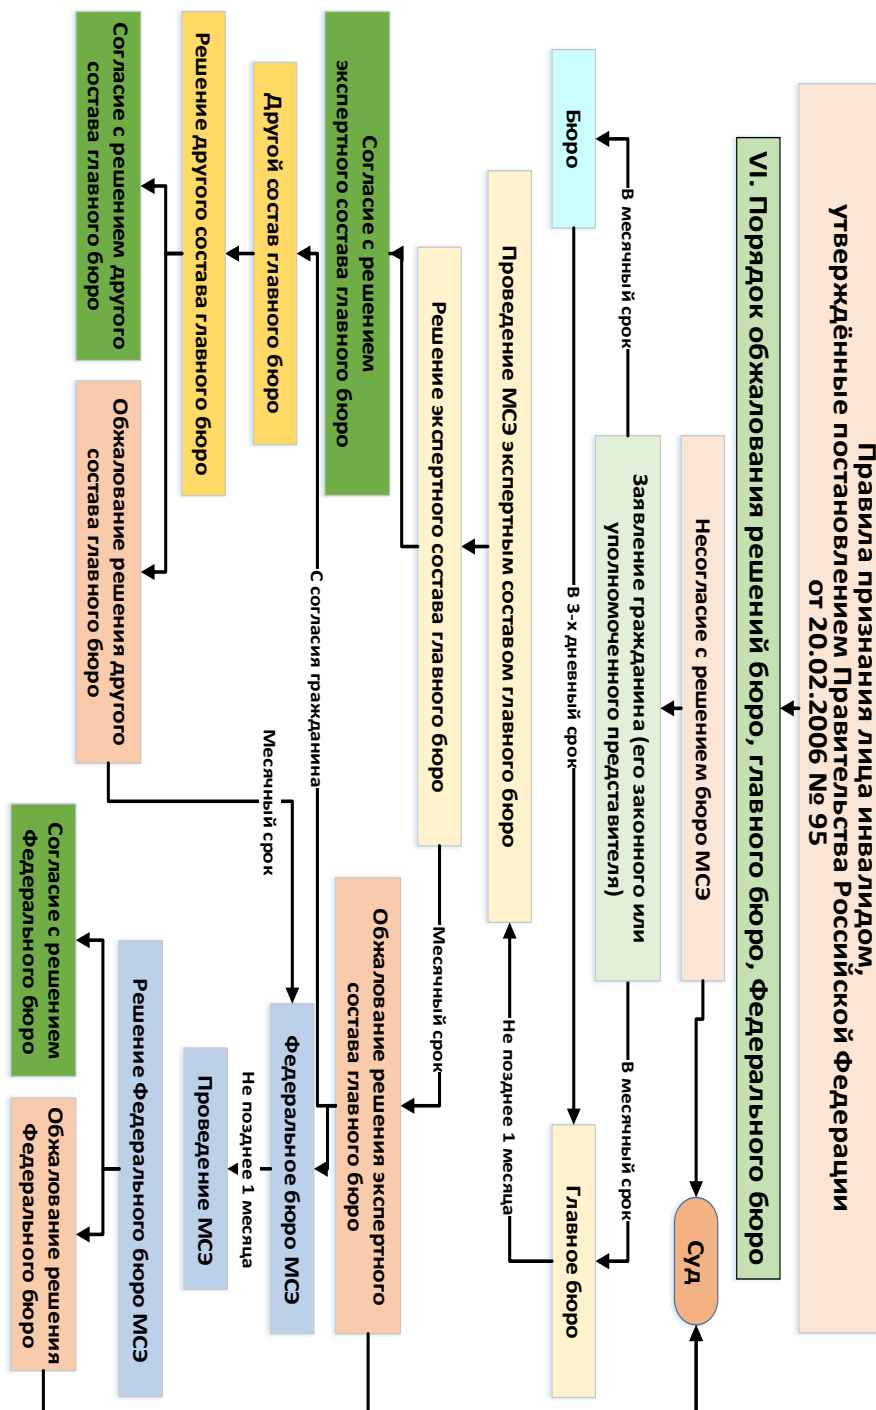 Правила признания лица инвалидом,
утверждённые постановлением Правительства Российской Федерации
от 20.02.2006 № 95
VI. Порядок обжалования решений бюро, главного бюро, Федерального бюро
Несогласие с решением бюро МСЭ
Суд
Заявление гражданина (его законного или
уполномоченного представителя)
В месячный срок
В месячный срок
Бюро
В 3-х дневный срок
Главное бюро
Не позднее 1 месяца
Проведение МСЭ экспертным составом главного бюро
Решение экспертного состава главного бюро
Месячный срок
Согласие с решением
экспертного состава главного бюро
Обжалование решения экспертного
состава главного бюро
С согласия гражданина
Другой состав главного бюро
Федеральное бюро МСЭ
Месячный срок
Не позднее 1 месяца
Решение другого состава главного бюро
Проведение МСЭ
Согласие с решением другого
состава главного бюро
Обжалование решения другого
состава главного бюро
Решение Федерального бюро МСЭ
Согласие с решением
Федерального бюро
Обжалование решения
Федерального бюро